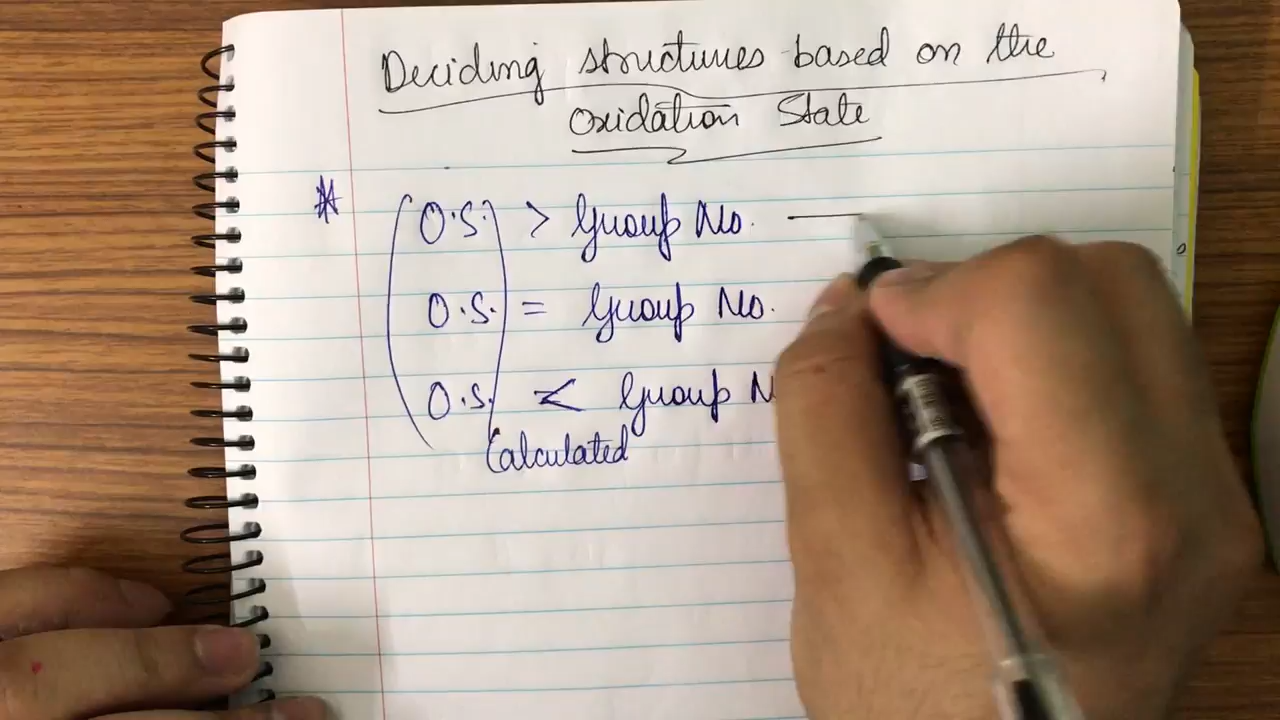 Deciding structures based on the
Oxidation State
* (O.S.) > Group No.
O.S. = Group No.
O.S. < Group
Calculated